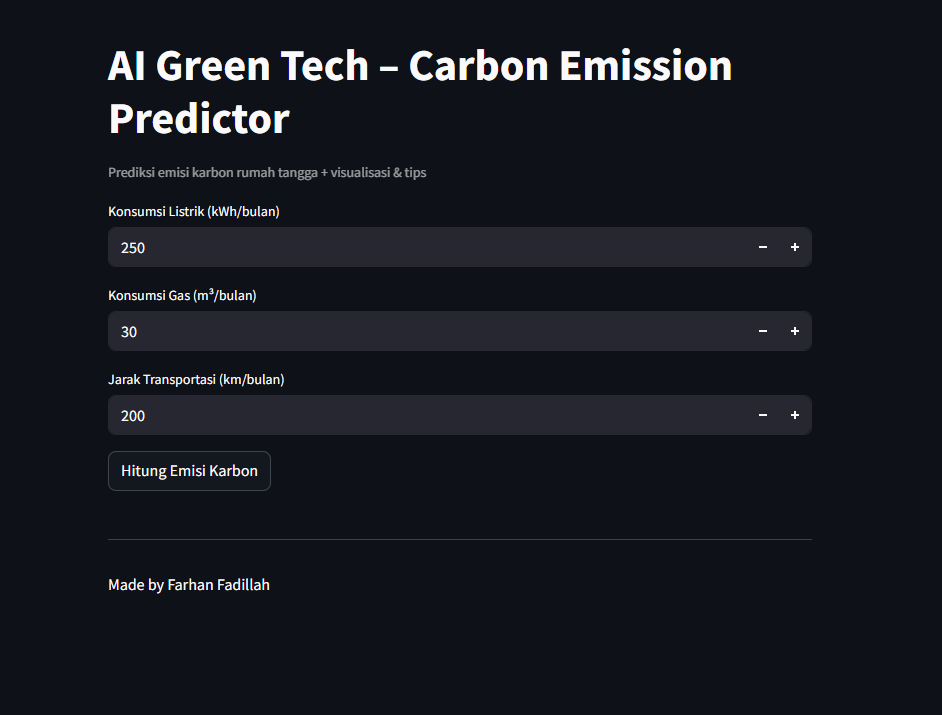 AI Green Tech – Carbon Emission
Predictor
Prediksi emisi karbon rumah tangga + visualisasi & tips
Konsumsi Listrik (kWh/bulan)
250
Konsumsi Gas (m³/bulan)
30
Jarak Transportasi (km/bulan)
200
Hitung Emisi Karbon
Made by Farhan Fadillah